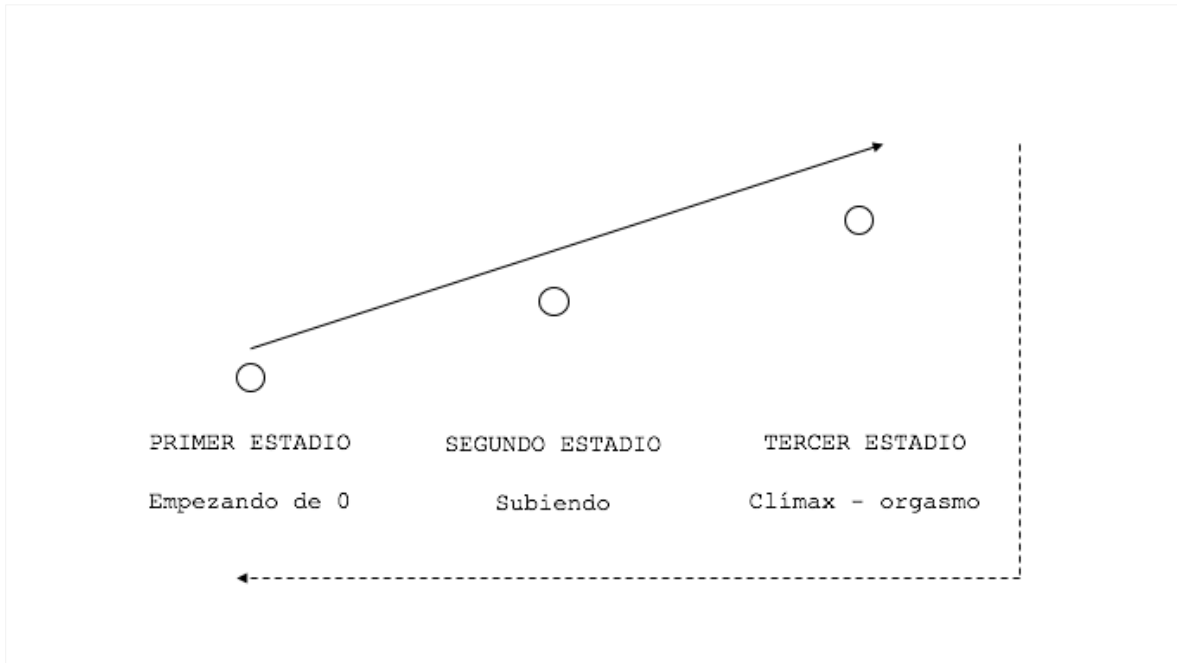 PRIMER ESTADIO
SEGUNDO ESTADIO
TERCER ESTADIO
Empezando de 0
Subiendo
Clímax - orgasmo